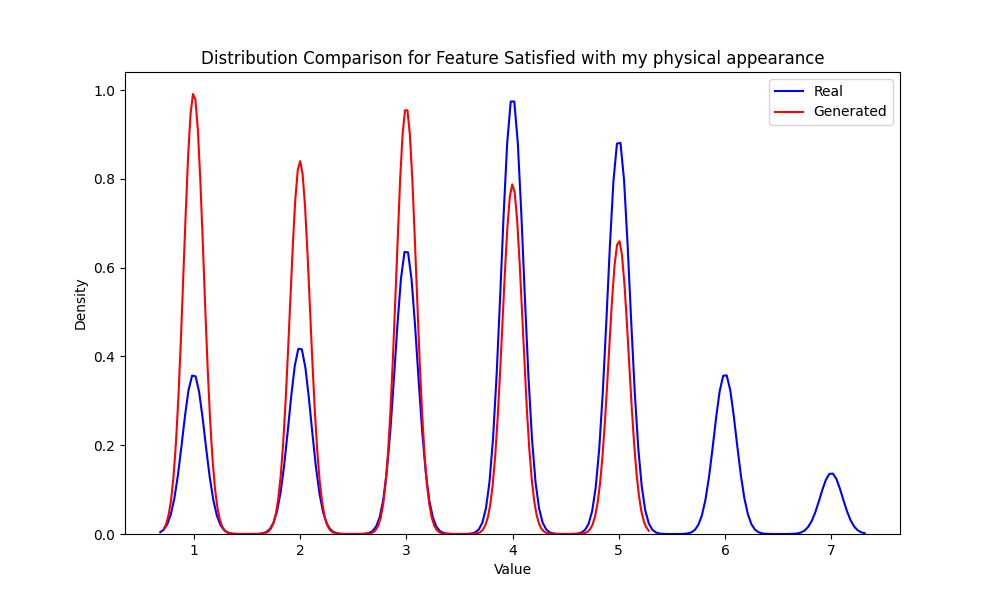 Distribution Comparison for Feature Satisfied with my physical appearance
Real
Generated
1.0
0.8
0.6
0.4
0.2
0.0
Density
1 2 3 4 5 6 7
Value